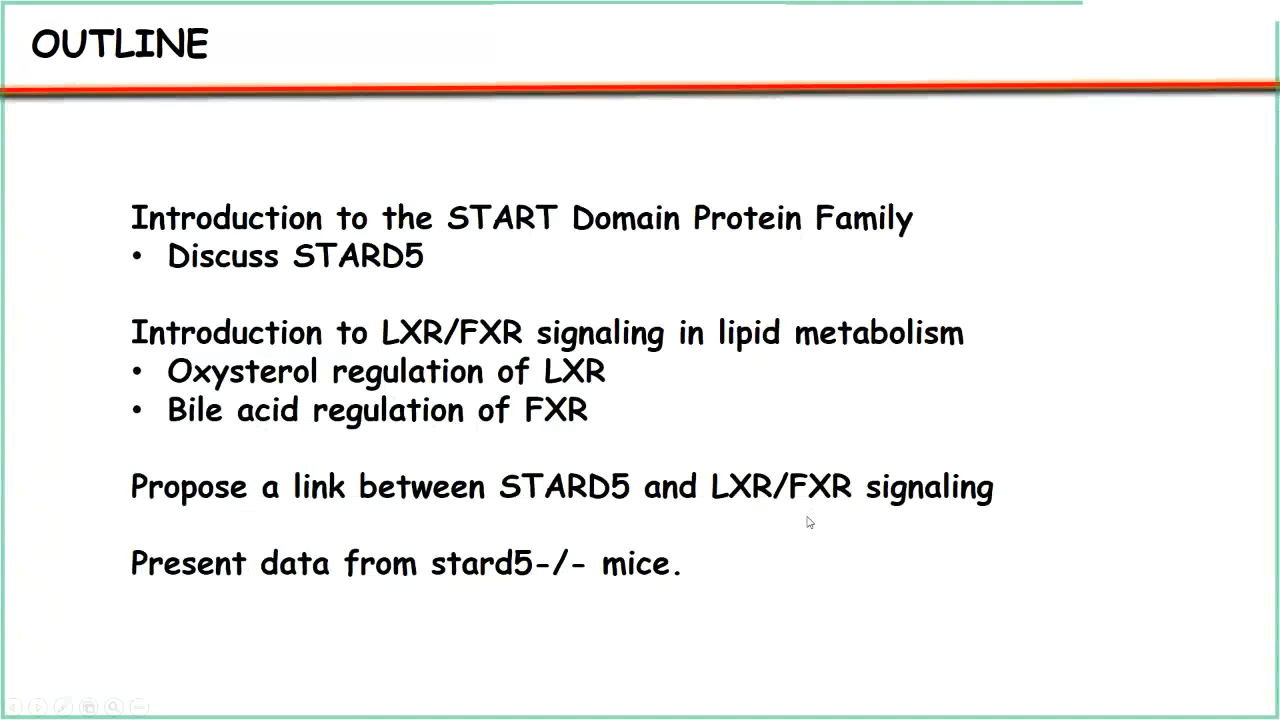 OUTLINE
Introduction to the START Domain Protein Family
• Discuss STARD5
Introduction to LXR/FXR signaling in lipid metabolism
• Oxysterol regulation of LXR
• Bile acid regulation of FXR
Propose a link between STARD5 and LXR/FXR signaling
Present data from stard5-/- mice.